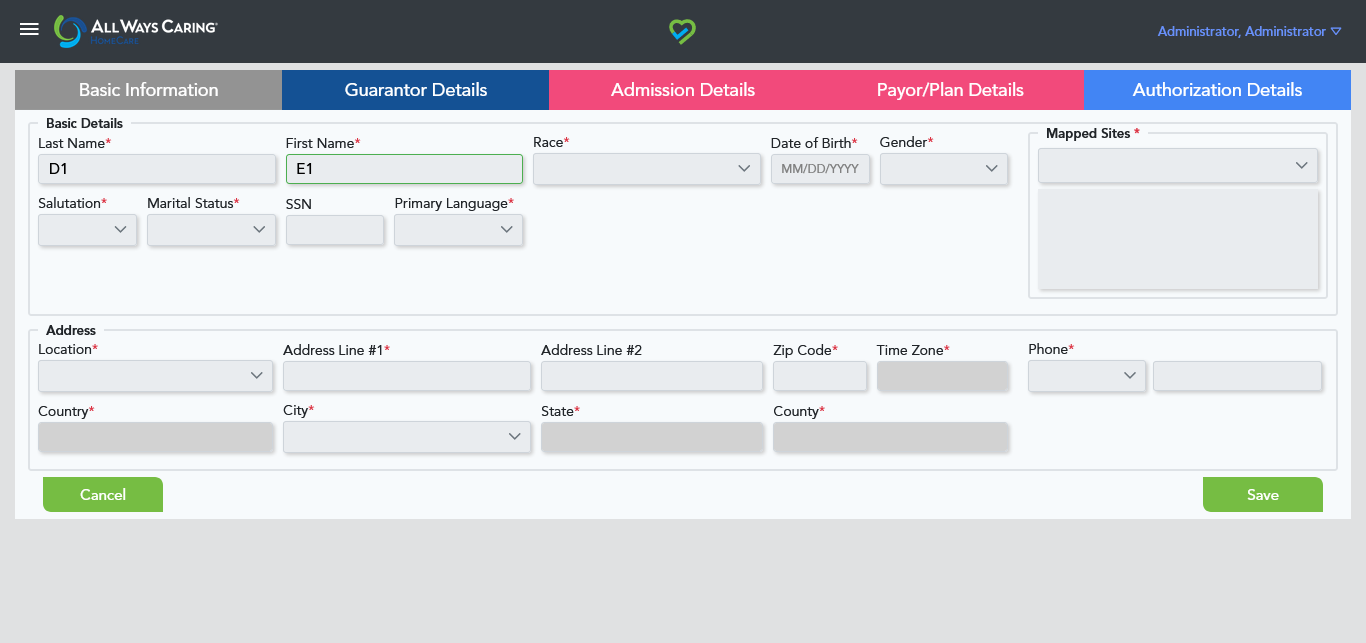 ALL WAYS CARING
HOMECARE
Administrator, Administrator
Basic Information Guarantor Details Admission Details Payor/Plan Details Authorization Details
Basic Details
Mapped Sites *
Last Name* First Name* Race* Date of Birth* Gender*
D1 E1 MM/DD/YYYY
Salutation* Marital Status* SSN Primary Language*
Address
Location* Address Line #1* Address Line #2 Zip Code* Time Zone* Phone*
Country* City* State* County*
Cancel Save